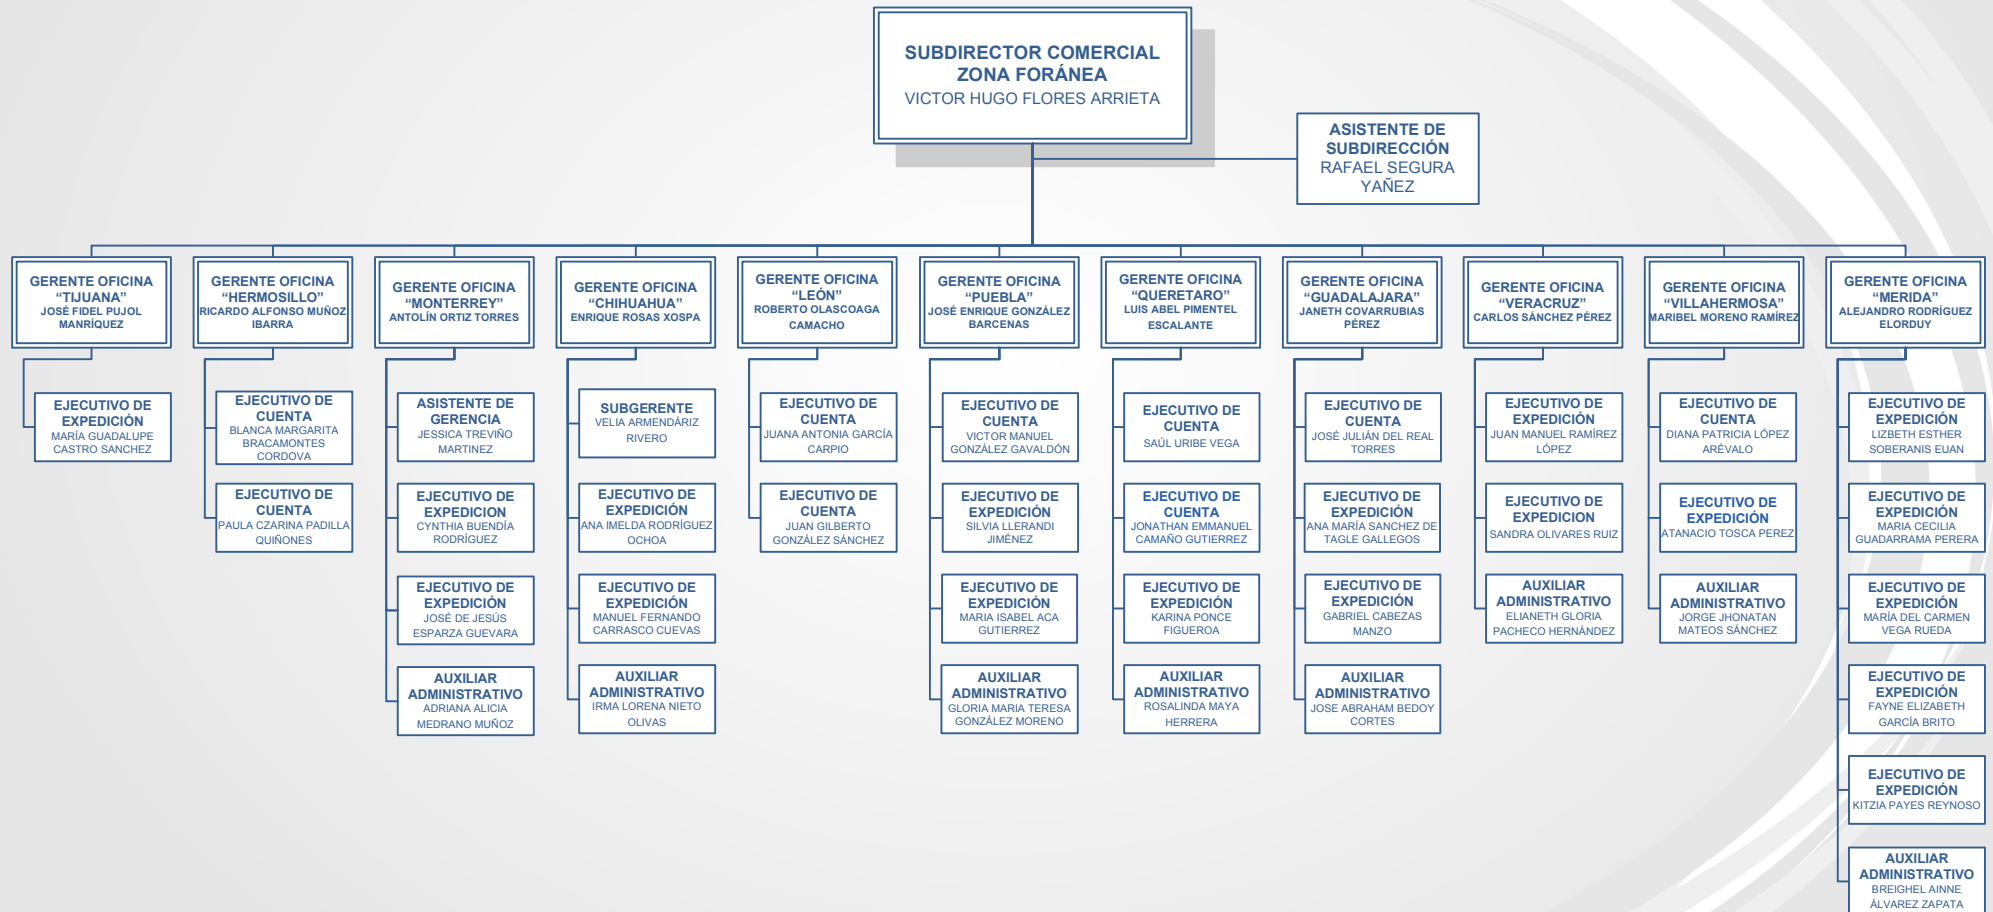 SUBDIRECTOR COMERCIAL
ZONA FORÁNEA
VICTOR HUGO FLORES ARRIETA
ASISTENTE DE
SUBDIRECCIÓN
RAFAEL SEGURA
YAÑEZ
GERENTE OFICINA
“TIJUANA”
JOSÉ FIDEL PUJOL
MANRÍQUEZ
EJECUTIVO DE
EXPEDICIÓN
MARÍA GUADALUPE
CASTRO SANCHEZ
GERENTE OFICINA
“HERMOSILLO”
RICARDO ALFONSO MUÑOZ
IBARRA
EJECUTIVO DE
CUENTA
BLANCA MARGARITA
BRACAMONTES
CORDOVA
EJECUTIVO DE
CUENTA
PAULA CZARINA PADILLA
QUIÑONES
GERENTE OFICINA
“MONTERREY”
ANTOLÍN ORTIZ TORRES
ASISTENTE DE
GERENCIA
JESSICA TREVIÑO
MARTINEZ
EJECUTIVO DE
EXPEDICION
CYNTHIA BUENDÍA
RODRÍGUEZ
EJECUTIVO DE
EXPEDICIÓN
JOSÉ DE JESÚS
ESPARZA GUEVARA
AUXILIAR
ADMINISTRATIVO
ADRIANA ALICIA
MEDRANO MUÑOZ
GERENTE OFICINA
“CHIHUAHUA”
ENRIQUE ROSAS XOSPA
SUBGERENTE
VELIA ARMENDÁRIZ
RIVERO
EJECUTIVO DE
EXPEDICIÓN
ANA IMELDA RODRÍGUEZ
OCHOA
EJECUTIVO DE
EXPEDICIÓN
MANUEL FERNANDO
CARRASCO CUEVAS
AUXILIAR
ADMINISTRATIVO
IRMA LORENA NIETO
OLIVAS
GERENTE OFICINA
“LEÓN”
ROBERTO OLASCOAGA
CAMACHO
EJECUTIVO DE
CUENTA
JUANA ANTONIA GARCÍA
CARPIO
EJECUTIVO DE
CUENTA
JUAN GILBERTO
GONZÁLEZ SÁNCHEZ
GERENTE OFICINA
“PUEBLA”
JOSÉ ENRIQUE GONZÁLEZ
BARCENAS
EJECUTIVO DE
CUENTA
VICTOR MANUEL
GONZÁLEZ GAVALDÓN
EJECUTIVO DE
EXPEDICIÓN
SILVIA LLERANDI
JIMÉNEZ
EJECUTIVO DE
EXPEDICIÓN
MARIA ISABEL ACA
GUTIERREZ
AUXILIAR
ADMINISTRATIVO
GLORIA MARIA TERESA
GONZÁLEZ MORENO
GERENTE OFICINA
“QUERETARO”
LUIS ABEL PIMENTEL
ESCALANTE
EJECUTIVO DE
CUENTA
SAÚL URIBE VEGA
EJECUTIVO DE
CUENTA
JONATHAN EMMANUEL
CAMAÑO GUTIERREZ
EJECUTIVO DE
EXPEDICIÓN
KARINA PONCE
FIGUEROA
AUXILIAR
ADMINISTRATIVO
ROSALINDA MAYA
HERRERA
GERENTE OFICINA
“GUADALAJARA”
JANETH COVARRUBIAS
PÉREZ
EJECUTIVO DE
CUENTA
JOSÉ JULIÁN DEL REAL
TORRES
EJECUTIVO DE
EXPEDICIÓN
ANA MARÍA SANCHEZ DE
TAGLE GALLEGOS
EJECUTIVO DE
EXPEDICIÓN
GABRIEL CABEZAS
MANZO
AUXILIAR
ADMINISTRATIVO
JOSE ABRAHAM BEDOY
CORTES
GERENTE OFICINA
“VERACRUZ”
CARLOS SÁNCHEZ PÉREZ
EJECUTIVO DE
EXPEDICIÓN
JUAN MANUEL RAMÍREZ
LÓPEZ
EJECUTIVO DE
EXPEDICION
SANDRA OLIVARES RUIZ
AUXILIAR
ADMINISTRATIVO
ELIANETH GLORIA
PACHECO HERNÁNDEZ
GERENTE OFICINA
“VILLAHERMOSA”
MARIBEL MORENO RAMÍREZ
EJECUTIVO DE
CUENTA
DIANA PATRICIA LÓPEZ
ARÉVALO
EJECUTIVO DE
EXPEDICIÓN
ATANACIO TOSCA PEREZ
AUXILIAR
ADMINISTRATIVO
JORGE JHONATAN
MATEOS SÁNCHEZ
GERENTE OFICINA
“MERIDA”
ALEJANDRO RODRÍGUEZ
ELORDUY
EJECUTIVO DE
EXPEDICIÓN
LIZBETH ESTHER
SOBERANIS EUAN
EJECUTIVO DE
EXPEDICIÓN
MARIA CECILIA
GUADARRAMA PERERA
EJECUTIVO DE
EXPEDICIÓN
MARÍA DEL CARMEN
VEGA RUEDA
EJECUTIVO DE
EXPEDICIÓN
FAYNE ELIZABETH
GARCÍA BRITO
EJECUTIVO DE
EXPEDICIÓN
KITZIA PAYES REYNOSO
AUXILIAR
ADMINISTRATIVO
BREIGHEL AINNE
ÁLVAREZ ZAPATA